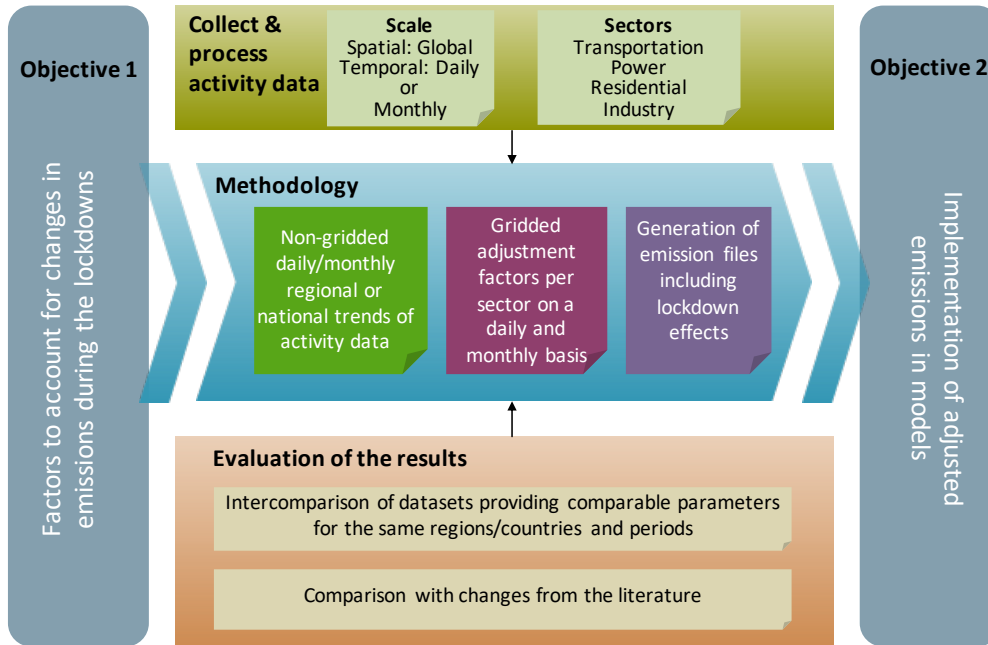 Objective 1
Factors to account for changes in
emissions during the lockdowns
Collect &
process
activity data
Scale
Spatial: Global
Temporal: Daily
or
Monthly
Sectors
Transportation
Power
Residential
Industry
Methodology
Non-gridded
daily/monthly
regional or
national trends of
activity data
Gridded
adjustment
factors per
sector on a
daily and
monthly basis
Generation of
emission files
including
lockdown
effects
Evaluation of the results
Intercomparison of datasets providing comparable parameters
for the same regions/countries and periods
Comparison with changes from the literature
Objective 2
Implementation of adjusted
emissions in models